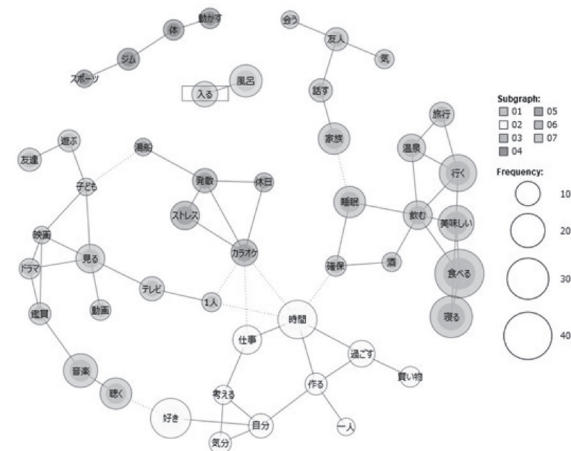 動かす
体
ジム
スポーツ
風呂
入る
会う
友人
気
話す
家族
旅行
温泉
行く
睡眠
飲む
美味しい
食べる
寝る
確保
酒
遊ぶ
友達
子ども
湯船
発散
休日
ストレス
カラオケ
映画
見る
ドラマ
鑑賞
動画
テレビ
1人
時間
仕事
過ごす
買い物
作る
考える
自分
一人
気分
音楽
聴く
好き
Subgraph:
01 05
02 06
03 07
04
Frequency:
10
20
30
40